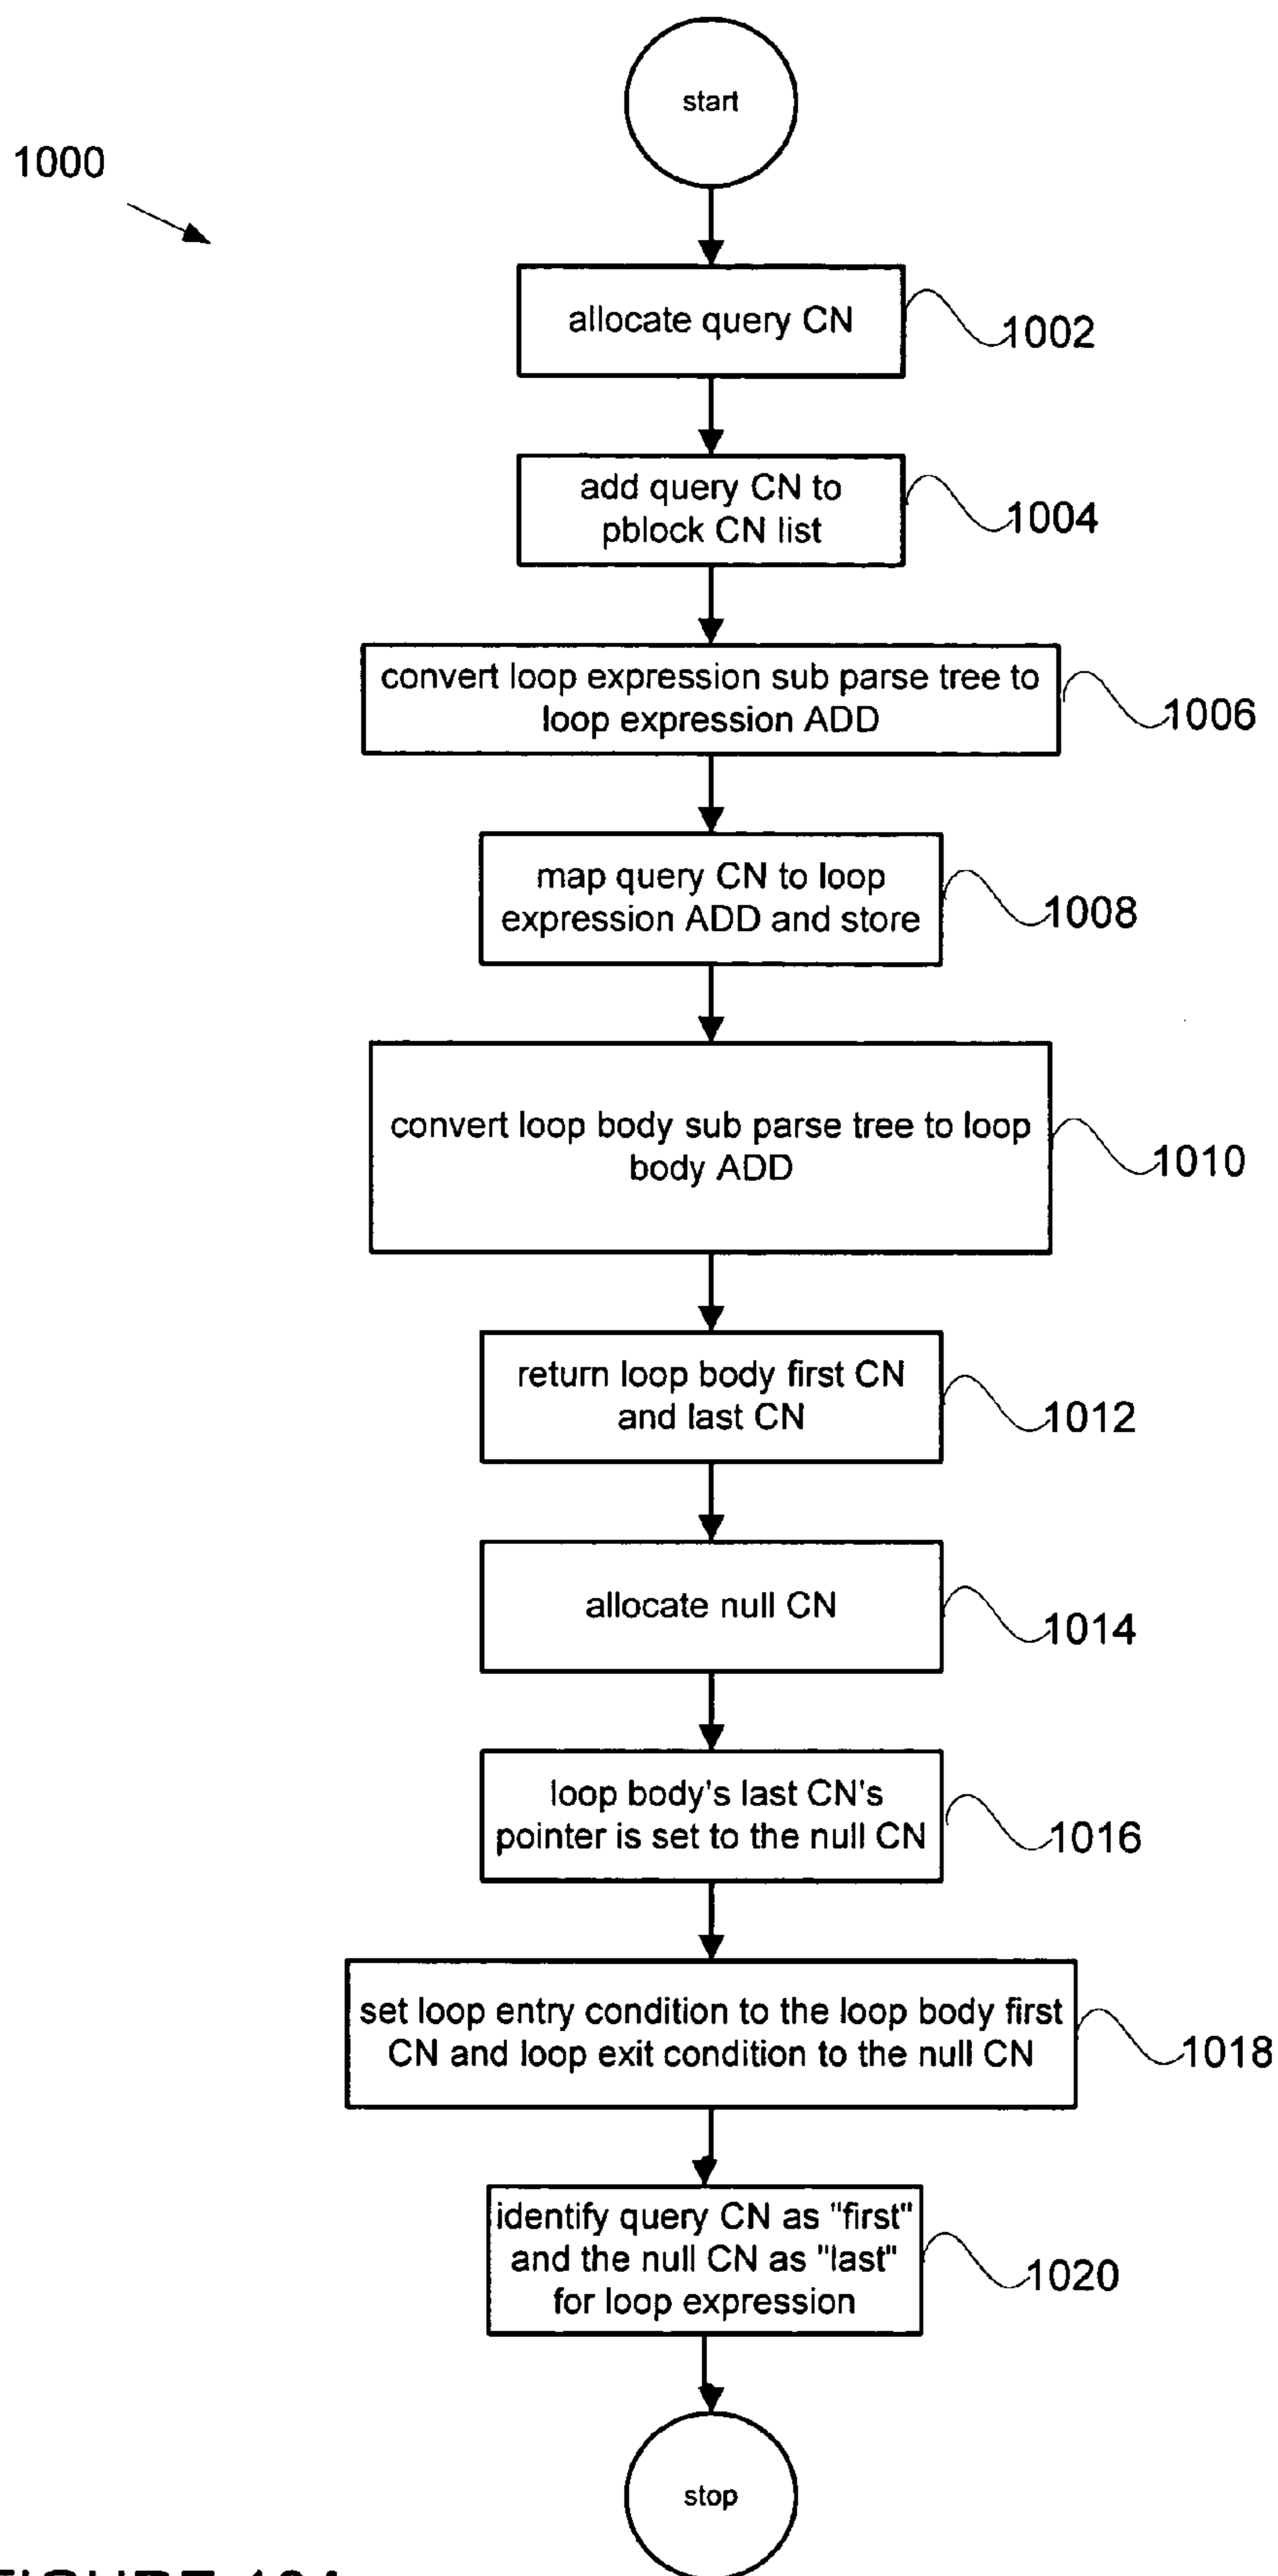 start
1000
allocate query CN
1002
add query CN to
pblock CN list
1004
convert loop expression sub parse tree to
loop expression ADD
1006
map query CN to loop
expression ADD and store
1008
convert loop body sub parse tree to loop
body ADD
1010
return loop body first CN
and last CN
1012
allocate null CN
1014
loop body's last CN's
pointer is set to the null CN
1016
set loop entry condition to the loop body first
CN and loop exit condition to the null CN
1018
identify query CN as "first"
and the null CN as "last"
for loop expression
1020
stop